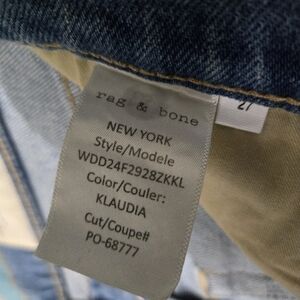 rag & bone
NEW YORK
Style/Modele
WDD24F2928ZKKL
Color/Couler:
KLAUDIA
Cut/Coupe#
PO-68777
27